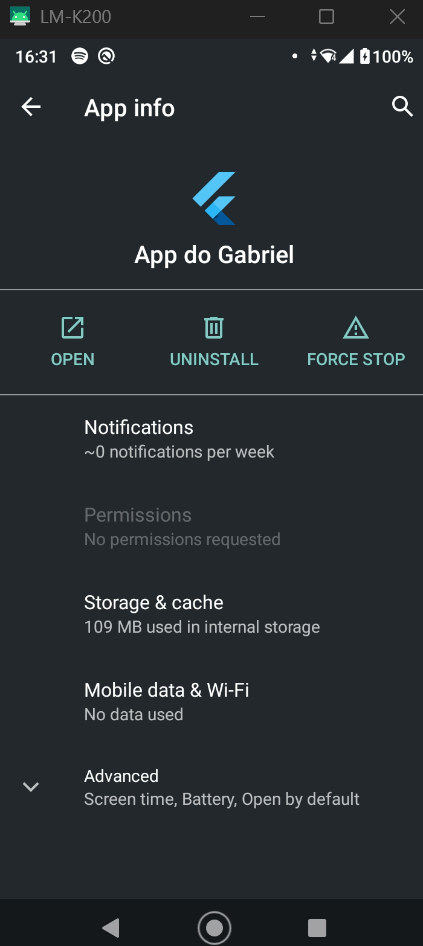 LM-K200
16:31
100%
App info
App do Gabriel
OPEN
UNINSTALL
FORCE STOP
Notifications
~0 notifications per week
Permissions
No permissions requested
Storage & cache
109 MB used in internal storage
Mobile data & Wi-Fi
No data used
Advanced
Screen time, Battery, Open by default